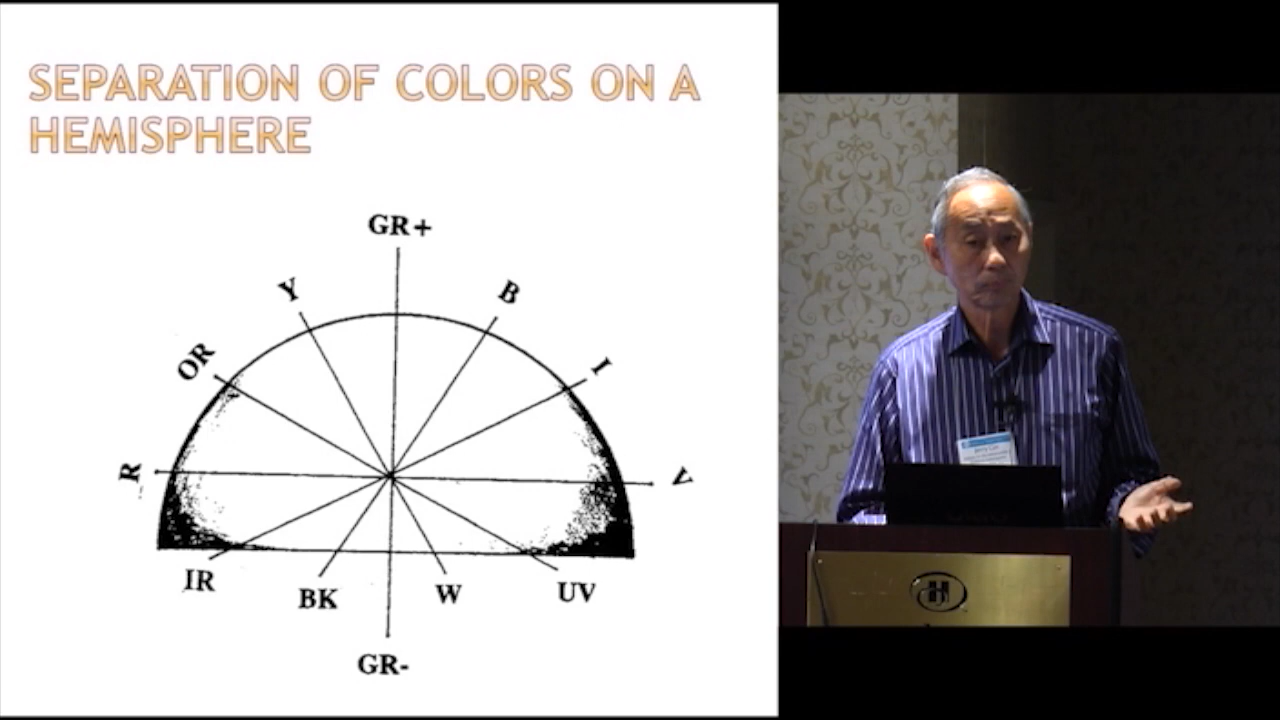 SEPARATION OF COLORS ON A
HEMISPHERE
GR+
Y
B
OR
I
R
V
IR
BK
W
UV
GR-
H